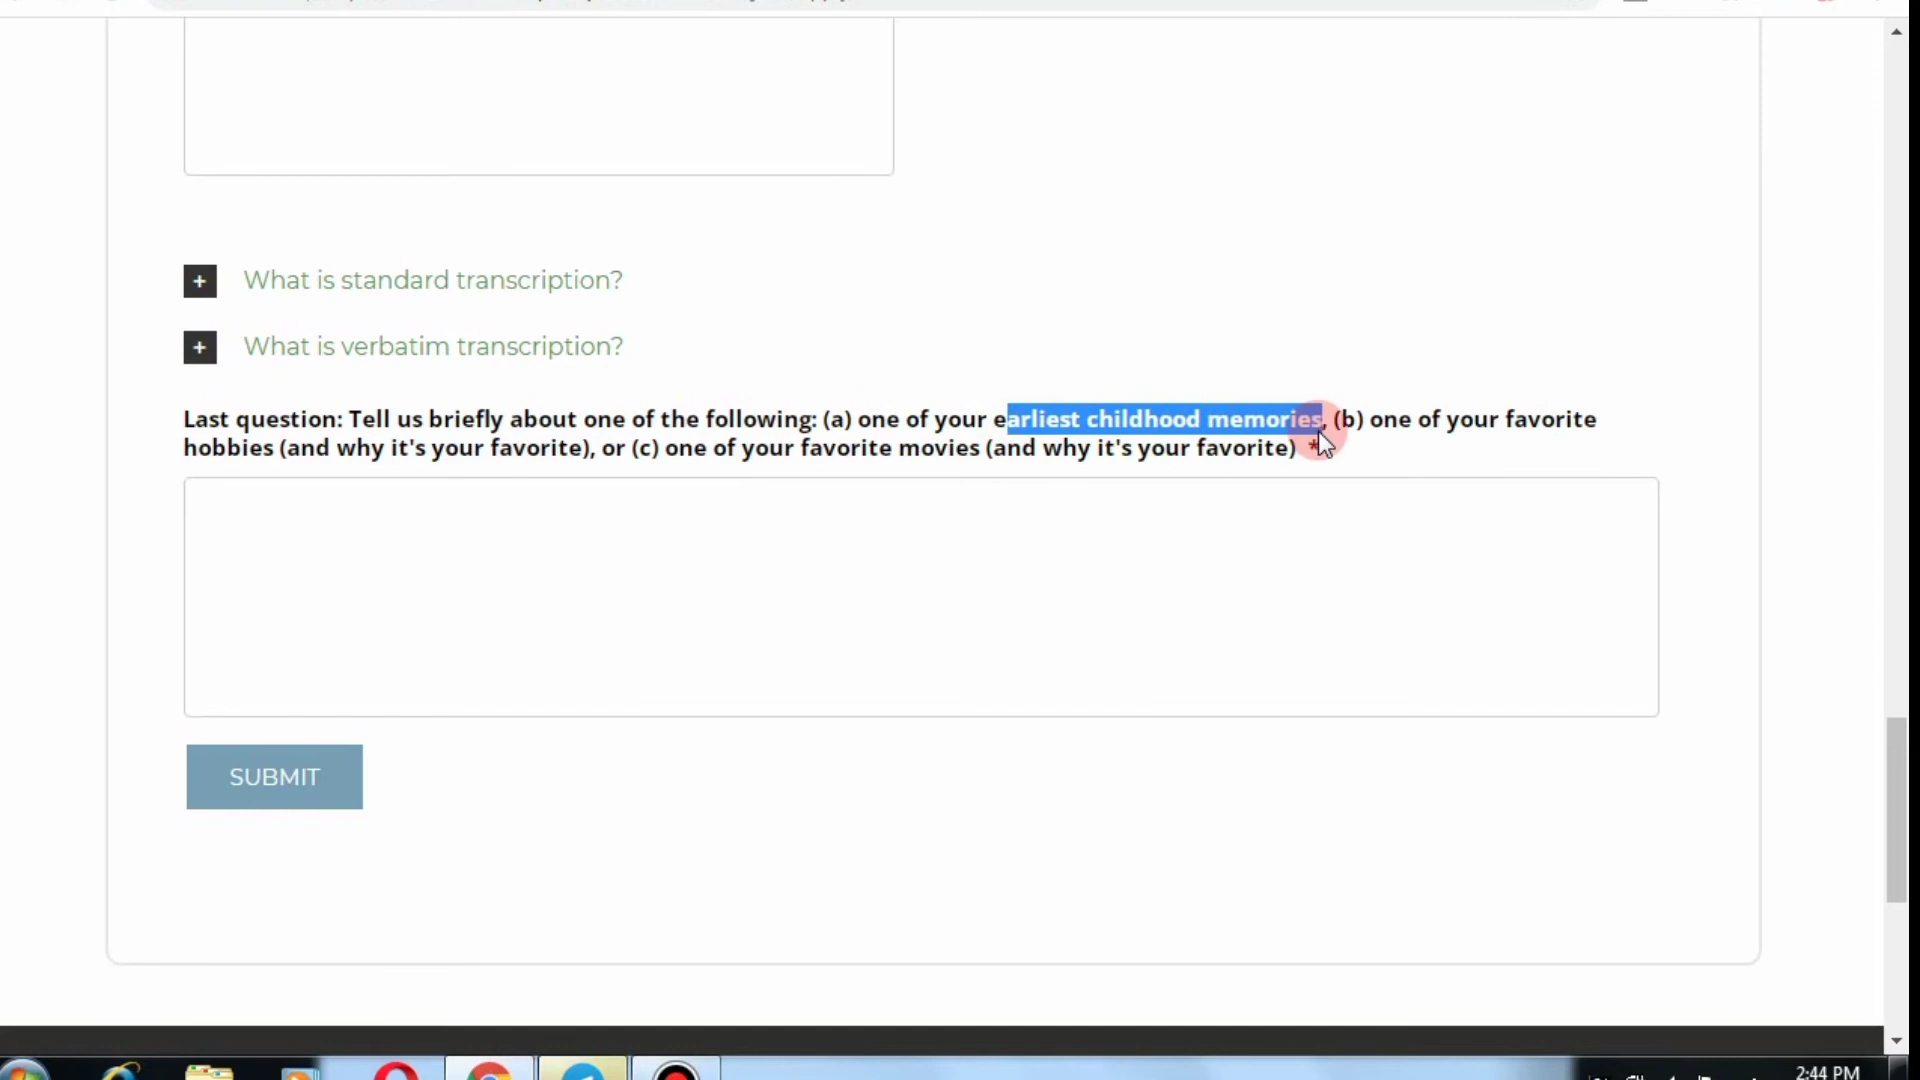 + What is standard transcription?
+ What is verbatim transcription?
Last question: Tell us briefly about one of the following: (a) one of your earliest childhood memories, (b) one of your favorite
hobbies (and why it's your favorite), or (c) one of your favorite movies (and why it's your favorite) *
SUBMIT
2:44 PM